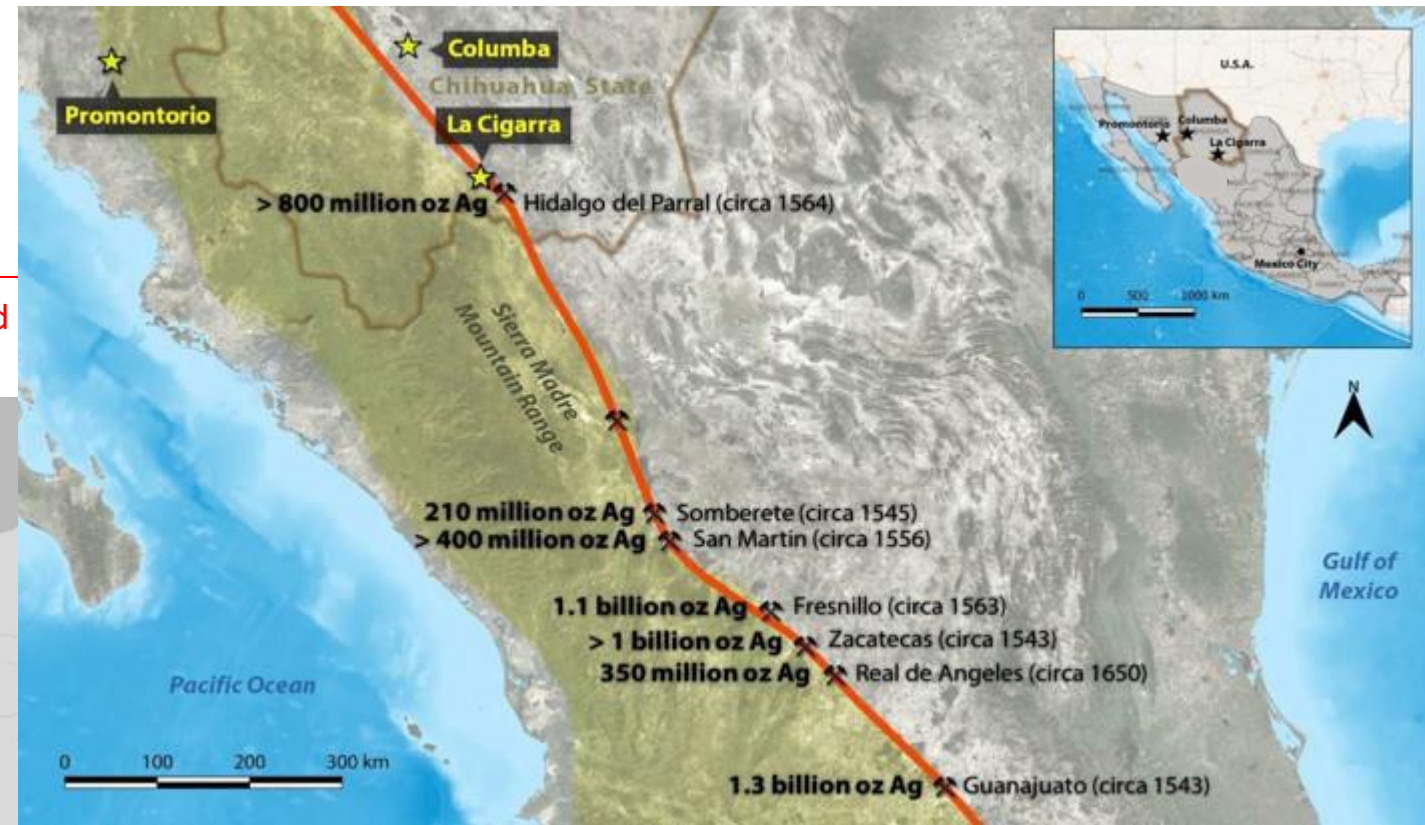 Columba
Chihuahua State
Promontorio
La Cigarra
> 800 million oz Ag Hidalgo del Parral (circa 1564)
Sierra Madre
Mountain Range
210 million oz Ag Somberete (circa 1545)
> 400 million oz Ag San Martin (circa 1556)
1.1 billion oz Ag Fresnillo (circa 1563)
> 1 billion oz Ag Zacatecas (circa 1543)
350 million oz Ag Real de Angeles (circa 1650)
1.3 billion oz Ag Guanajuato (circa 1543)
Pacific Ocean
Gulf of
Mexico
0 100 200 300 km
N
U.S.A.
Promontorio Columba
La Cigarra
Mexico City
0 500 1000 km
d